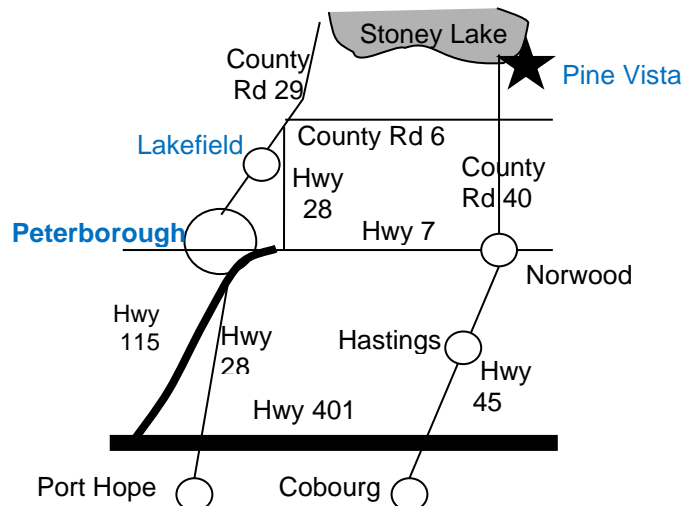 Stoney Lake
County
Rd 29
Pine Vista
County Rd 6
Lakefield
Hwy
28
County
Rd 40
Peterborough
Hwy 7
Norwood
Hwy
115
Hwy
28
Hastings
Hwy
45
Hwy 401
Port Hope
Cobourg